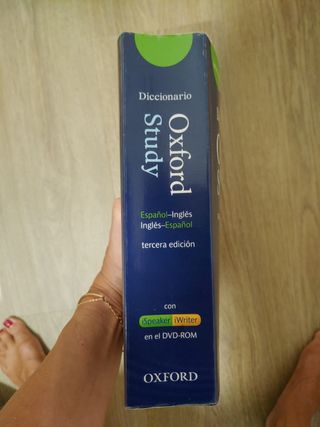 Diccionario
Oxford
Study
Español–Inglés
Inglés–Español
tercera edición
con
iSpeaker iWriter
en el DVD-ROM
OXFORD